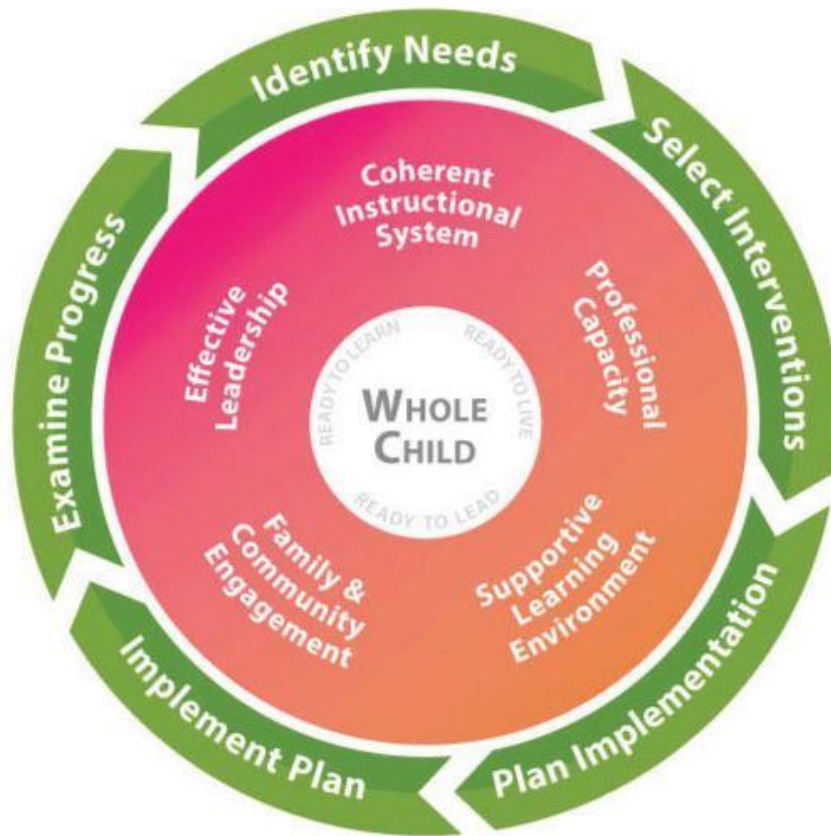 Identify Needs
Select Interventions
Plan Implementation
Implement Plan
Examine Progress
Coherent
Instructional
System
Professional
Capacity
Supportive
Learning
Environment
Family &
Community
Engagement
Effective
Leadership
READY TO LEARN
READY TO LIVE
READY TO LEAD
WHOLE
CHILD